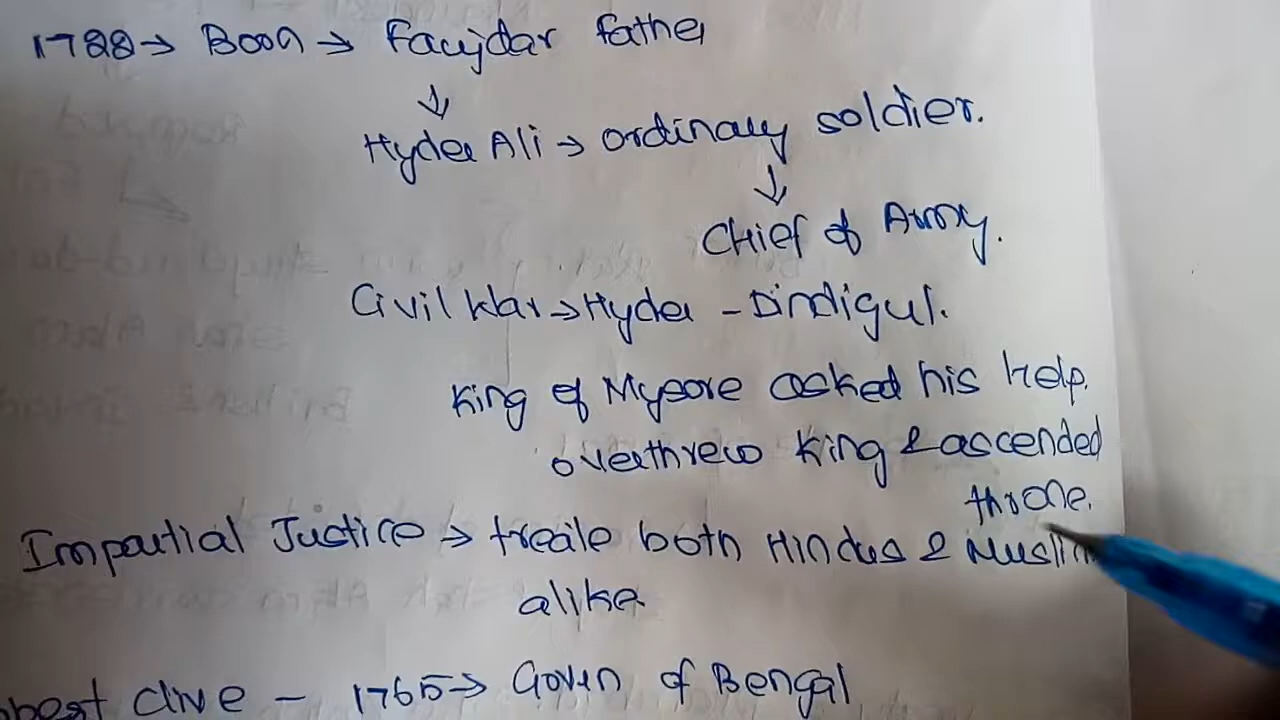 1788 → Born → Faujdar father
↓
Hyder Ali → ordinary soldier.
↓
Chief of Army.
Civil War → Hyder - Dindigul.
King of Mysore asked his help.
overthrew King & ascended
throne.
Impartial Justice → treate both Hindus & Muslim
alike
Clive - 1765 → Govern of Bengal